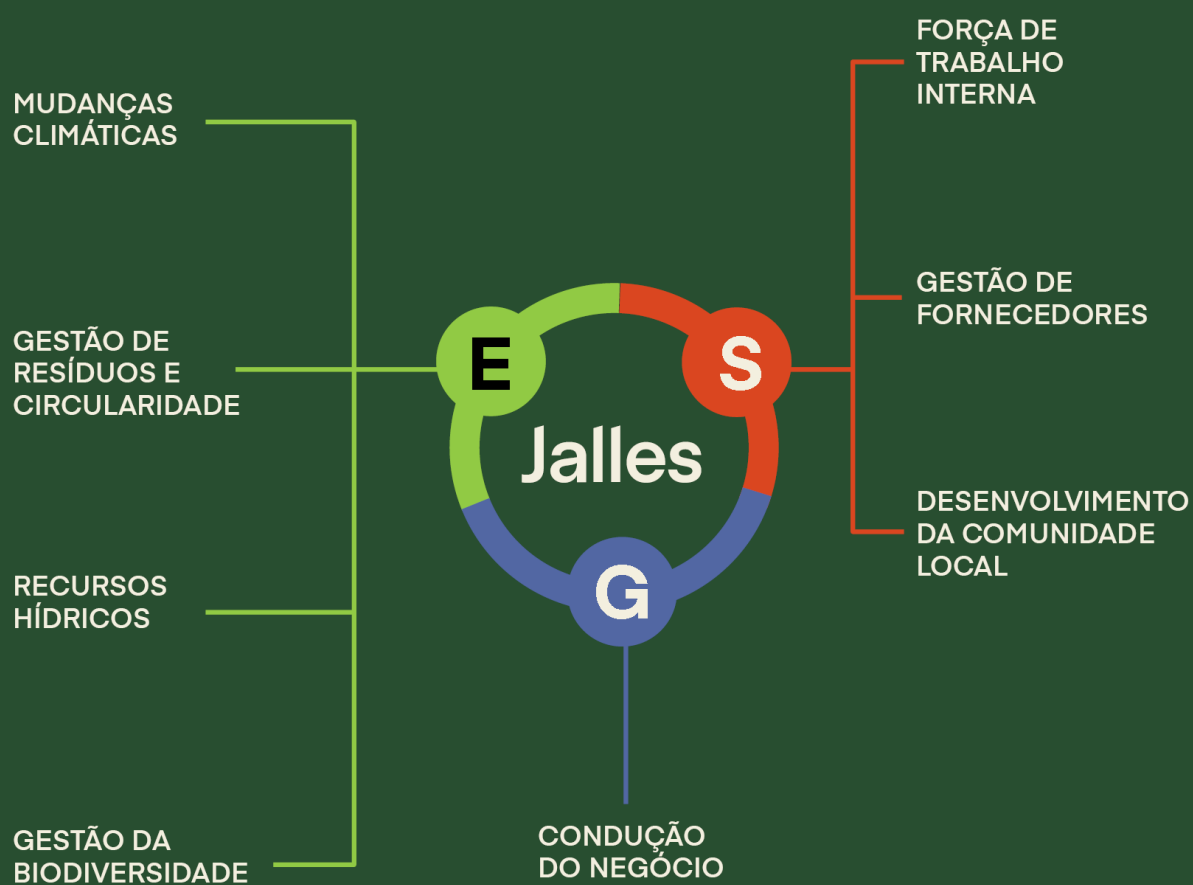 MUDANÇAS
CLIMÁTICAS
GESTÃO DE
RESÍDUOS E
CIRCULARIDADE
RECURSOS
HÍDRICOS
GESTÃO DA
BIODIVERSIDADE
E
S
Jalles
G
CONDUÇÃO
DO NEGÓCIO
FORÇA DE
TRABALHO
INTERNA
GESTÃO DE
FORNECEDORES
DESENVOLVIMENTO
DA COMUNIDADE
LOCAL